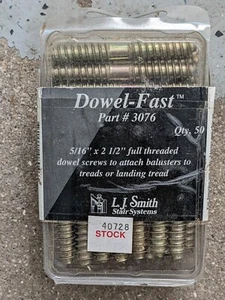 Dowel-Fast™
Part # 3076
Qty. 50
5/16" x 2 1/2" full threaded
dowel screws to attach balusters to
treads or landing tread
L.J. Smith
Stair Systems
40728
STOCK